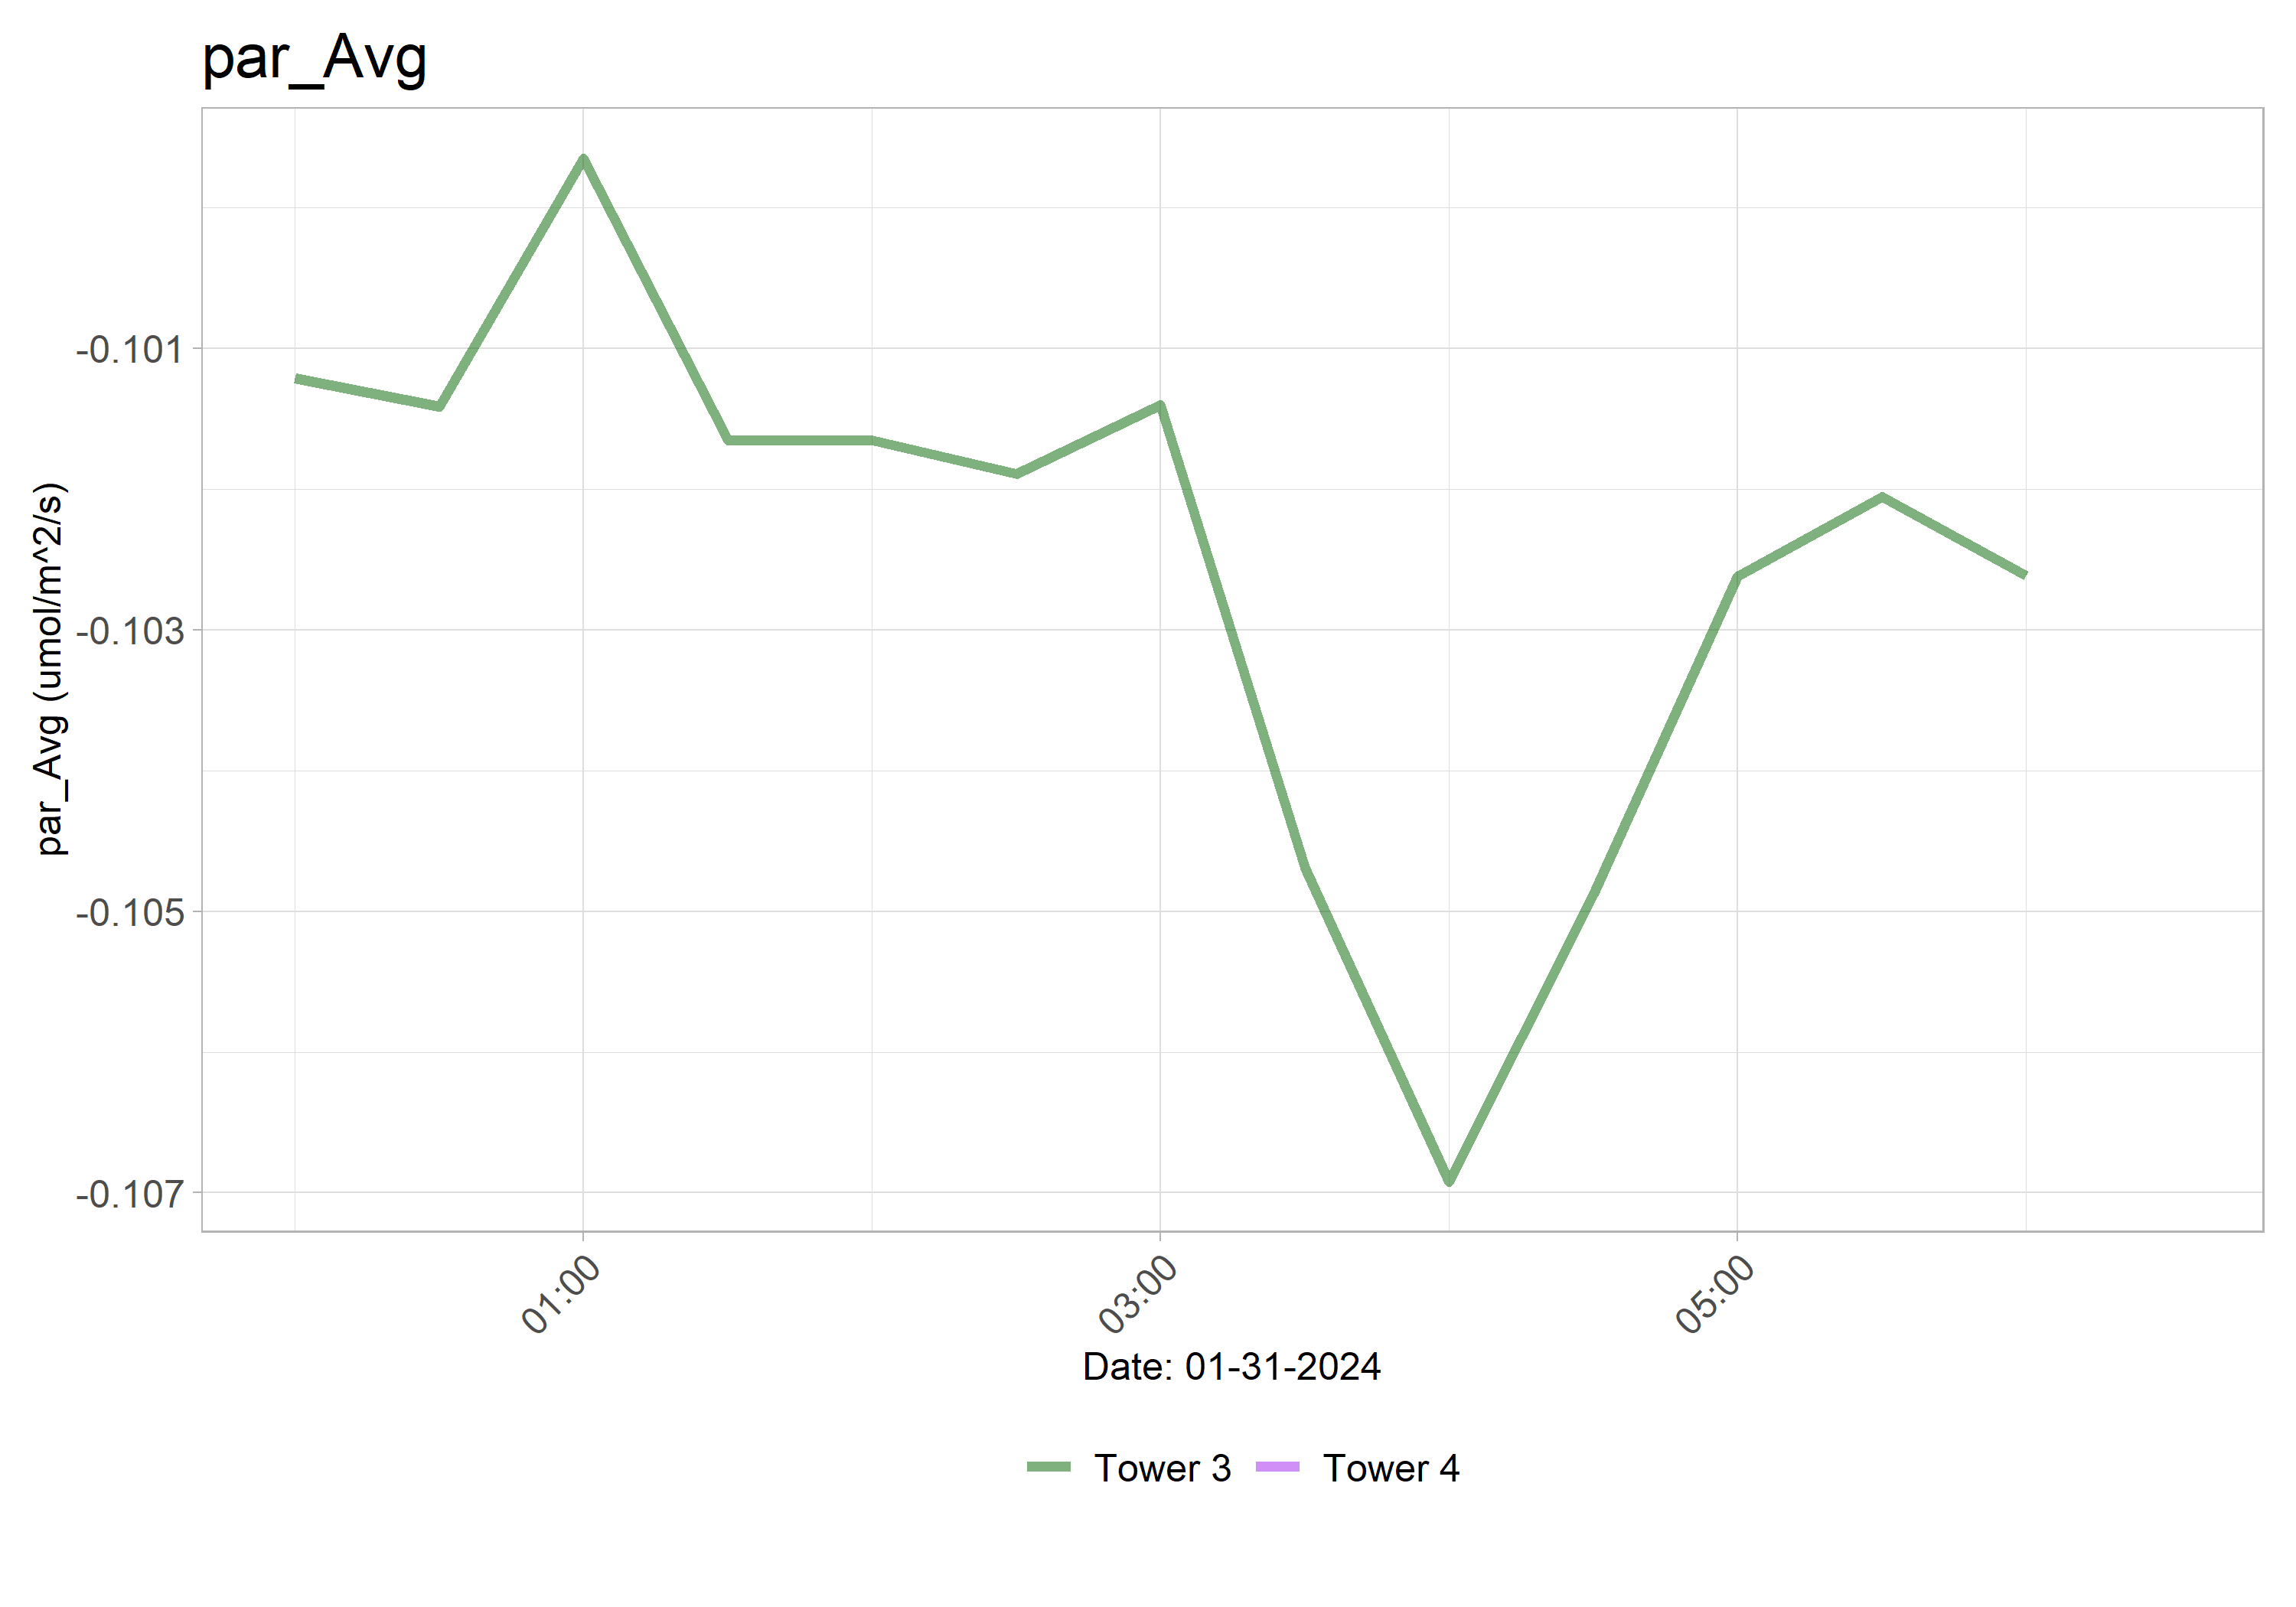 par_Avg
par_Avg (umol/m^2/s)
-0.101
-0.103
-0.105
-0.107
01:00
03:00
05:00
Date: 01-31-2024
Tower 3
Tower 4